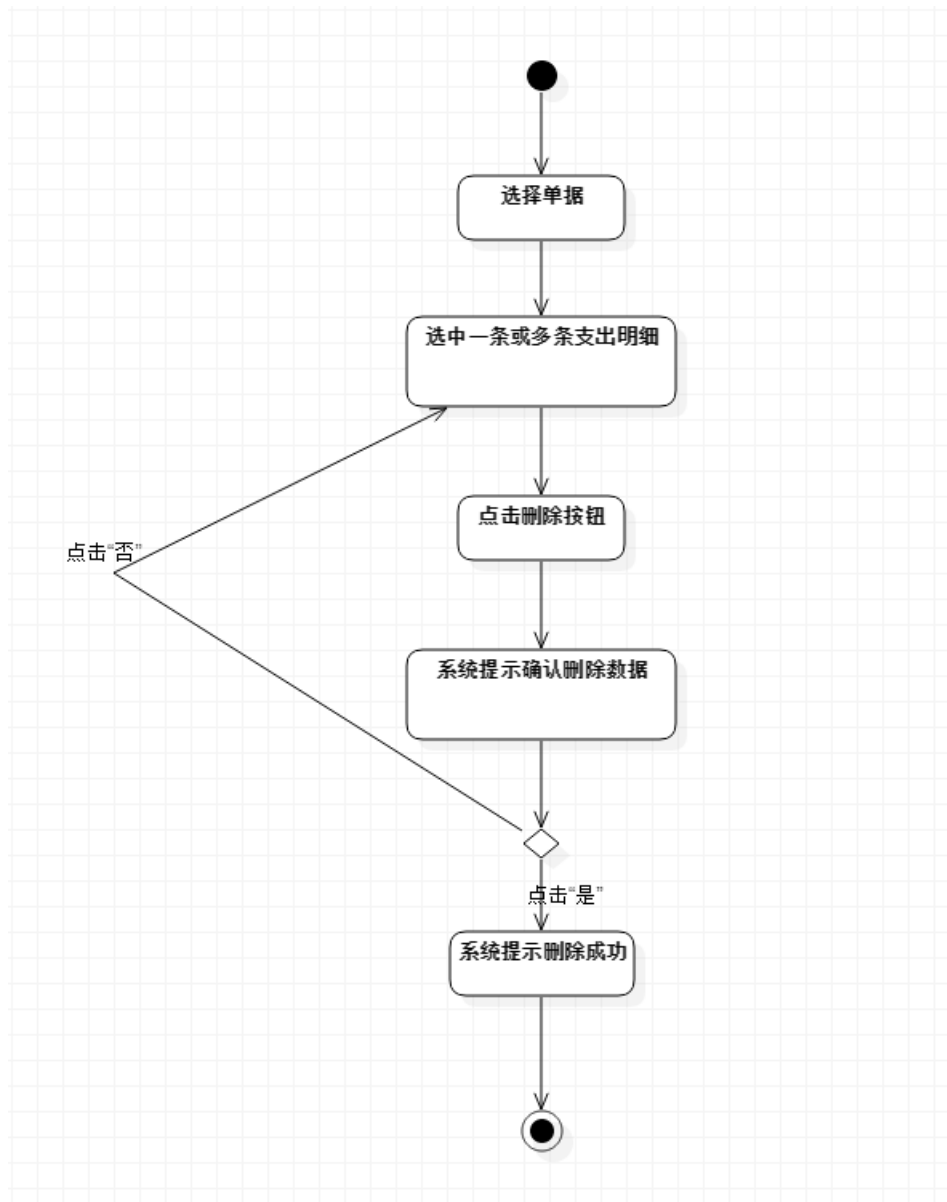 选择单据
选中一条或多条支出明细
点击删除按钮
点击“否”
系统提示确认删除数据
点击“是”
系统提示删除成功